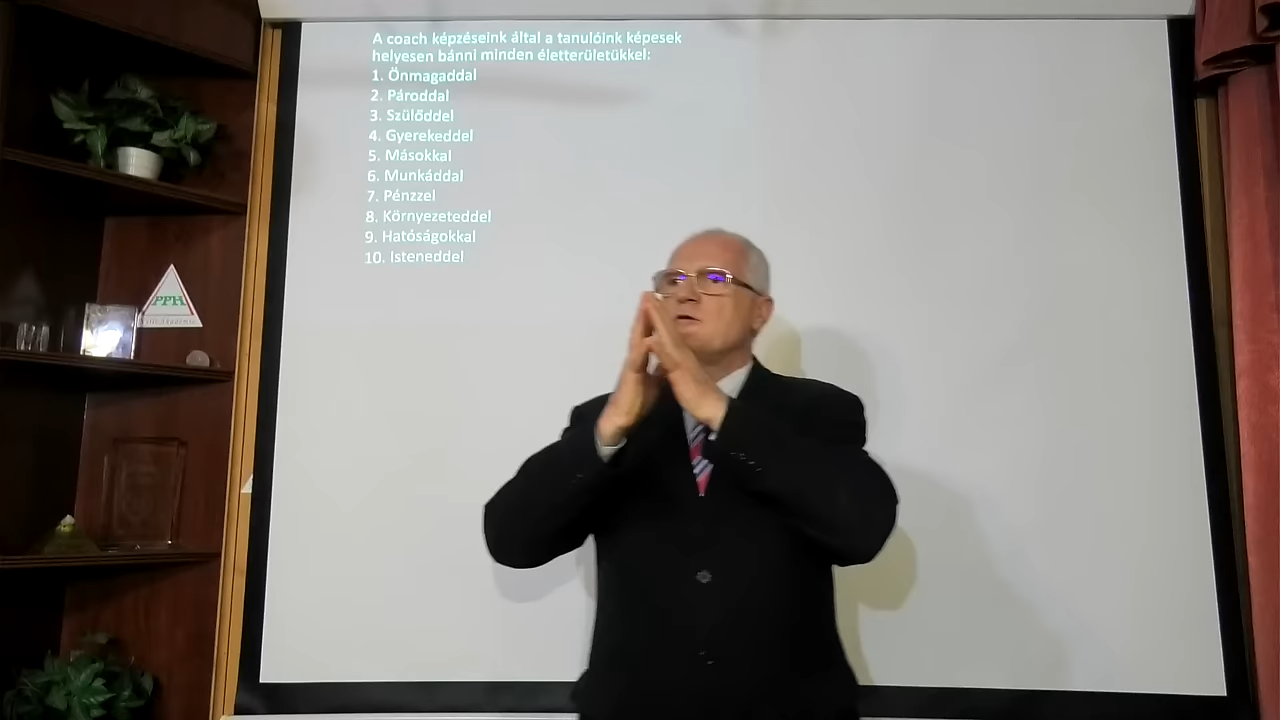 A coach képzéseink által a tanulóink képesek
helyesen bánni minden életterületükkel:
1. Önmagaddal
2. Pároddal
3. Szülőddel
4. Gyerekeddel
5. Másokkal
6. Munkáddal
7. Pénzzel
8. Környezeteddel
9. Hatóságokkal
10. Isteneddel
PPH